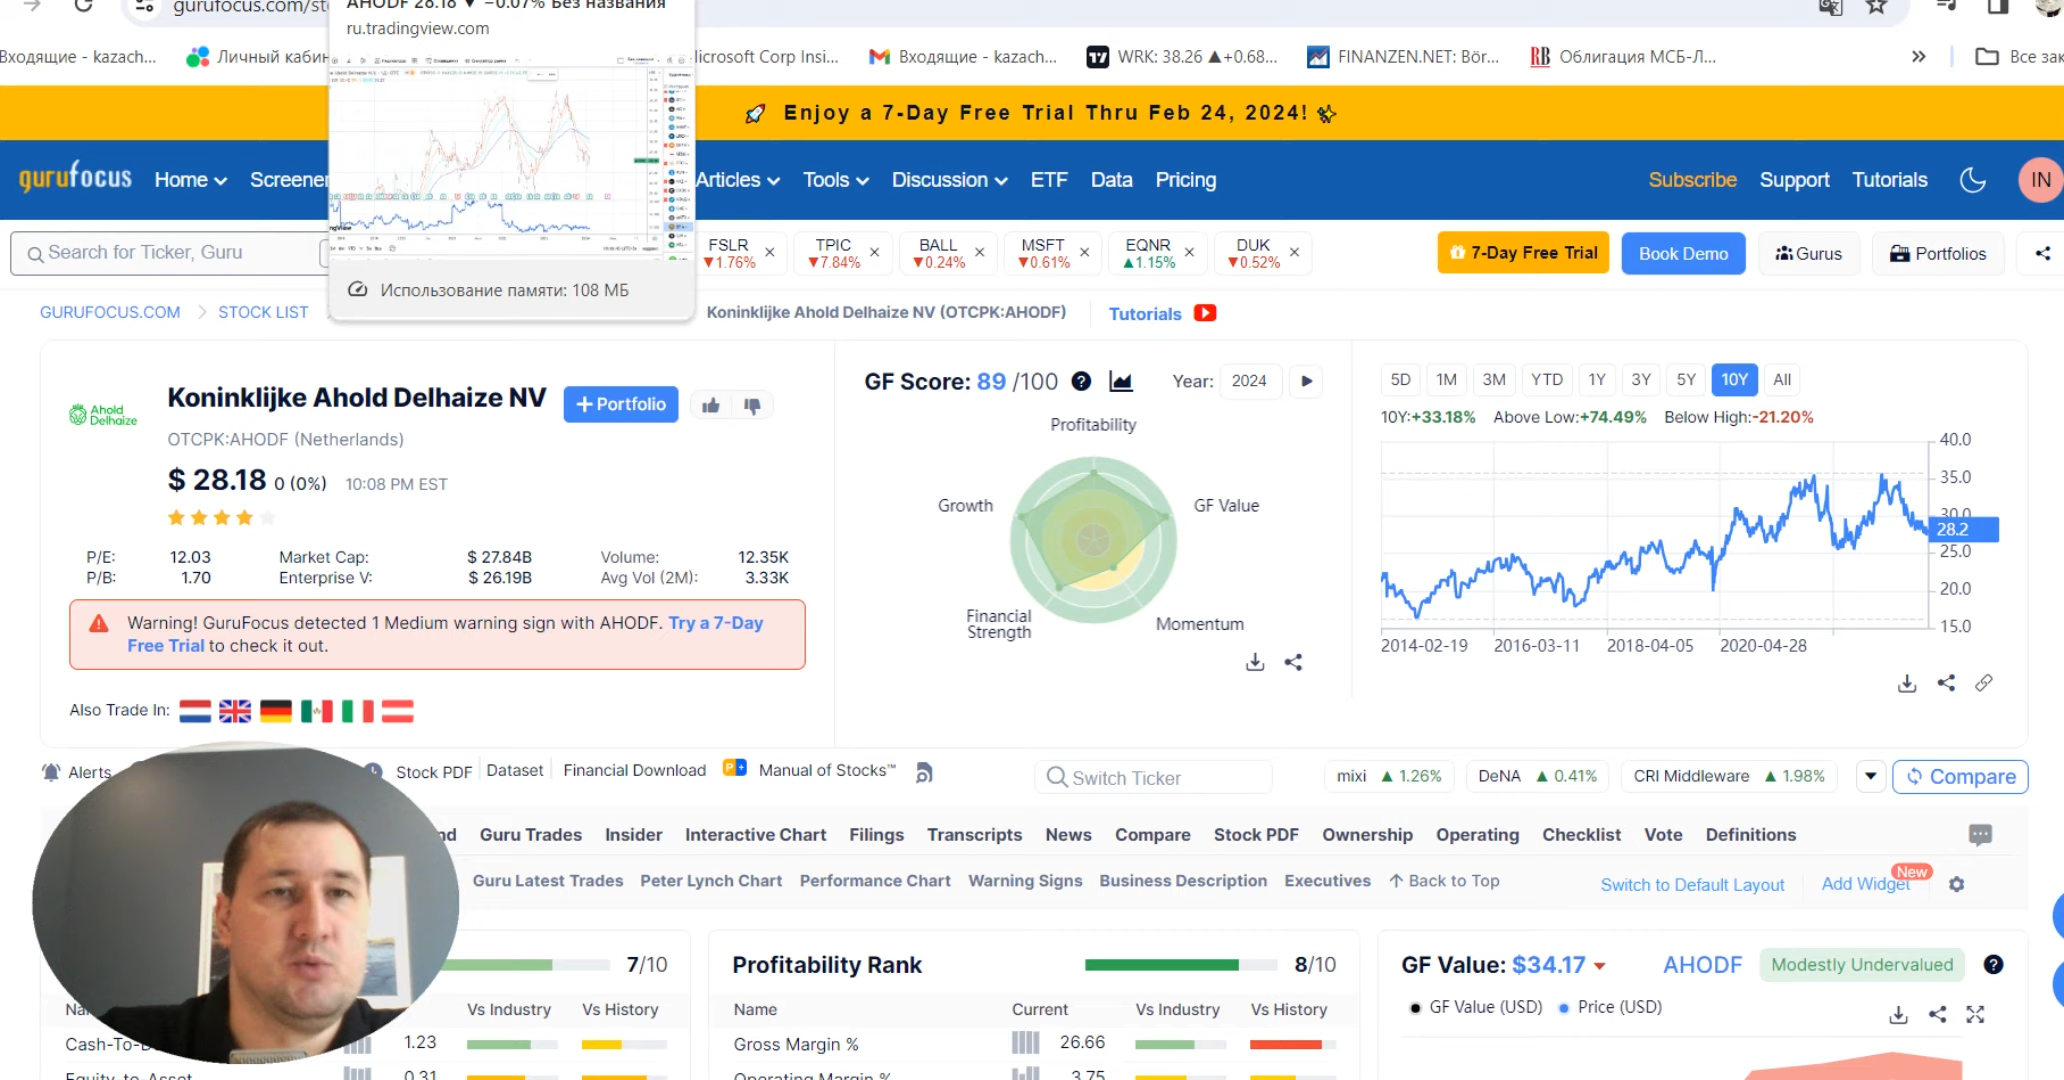 gurufocus.com/sto
AHODF 28.18 ▼ −0.07% Без названия
ru.tradingview.com
Входящие - kazach...
Личный кабин
icrosoft Corp Insi...
Входящие - kazach...
WRK: 38.26 ▲+0.68...
FINANZEN.NET: Bör...
Облигация МСБ-Л...
»
Все зак
Enjoy a 7-Day Free Trial Thru Feb 24, 2024!
gurufocus
Home
Screener
Articles
Tools
Discussion
ETF
Data
Pricing
Subscribe
Support
Tutorials
IN
Search for Ticker, Guru
FSLR
▼1.76%
TPIC
▼7.84%
BALL
▼0.24%
MSFT
▼0.61%
EQNR
▲1.15%
DUK
▼0.52%
7-Day Free Trial
Book Demo
Gurus
Portfolios
Использование памяти: 108 МБ
GURUFOCUS.COM
STOCK LIST
Koninklijke Ahold Delhaize NV (OTCPK:AHODF)
Tutorials
Ahold
Delhaize
Koninklijke Ahold Delhaize NV
+ Portfolio
OTCPK:AHODF (Netherlands)
$ 28.18 0 (0%) 10:08 PM EST
P/E: 12.03 Market Cap: $ 27.84B Volume: 12.35K
P/B: 1.70 Enterprise V: $ 26.19B Avg Vol (2M): 3.33K
Warning! GuruFocus detected 1 Medium warning sign with AHODF. Try a 7-Day
Free Trial to check it out.
Also Trade In:
GF Score: 89 /100
Year: 2024
Profitability
Growth
GF Value
Financial
Strength
Momentum
5D 1M 3M YTD 1Y 3Y 5Y 10Y All
10Y:+33.18% Above Low:+74.49% Below High:-21.20%
40.0
35.0
30.0
28.2
25.0
20.0
15.0
2014-02-19 2016-03-11 2018-04-05 2020-04-28
Alerts
Stock PDF
Dataset
Financial Download
P +
Manual of Stocks™
Switch Ticker
mixi ▲ 1.26%
DeNA ▲ 0.41%
CRI Middleware ▲ 1.98%
Compare
nd Guru Trades Insider Interactive Chart Filings Transcripts News Compare Stock PDF Ownership Operating Checklist Vote Definitions
Guru Latest Trades Peter Lynch Chart Performance Chart Warning Signs Business Description Executives ↑ Back to Top
Switch to Default Layout
Add Widget
New
7/10
Na
Vs Industry Vs History
Cash-To-D
1.23
Equity-to-Asset
0.31
Profitability Rank 8/10
Name Current Vs Industry Vs History
Gross Margin % 26.66
Operating Margin % 3.75
GF Value: $34.17
AHODF
Modestly Undervalued
GF Value (USD) Price (USD)